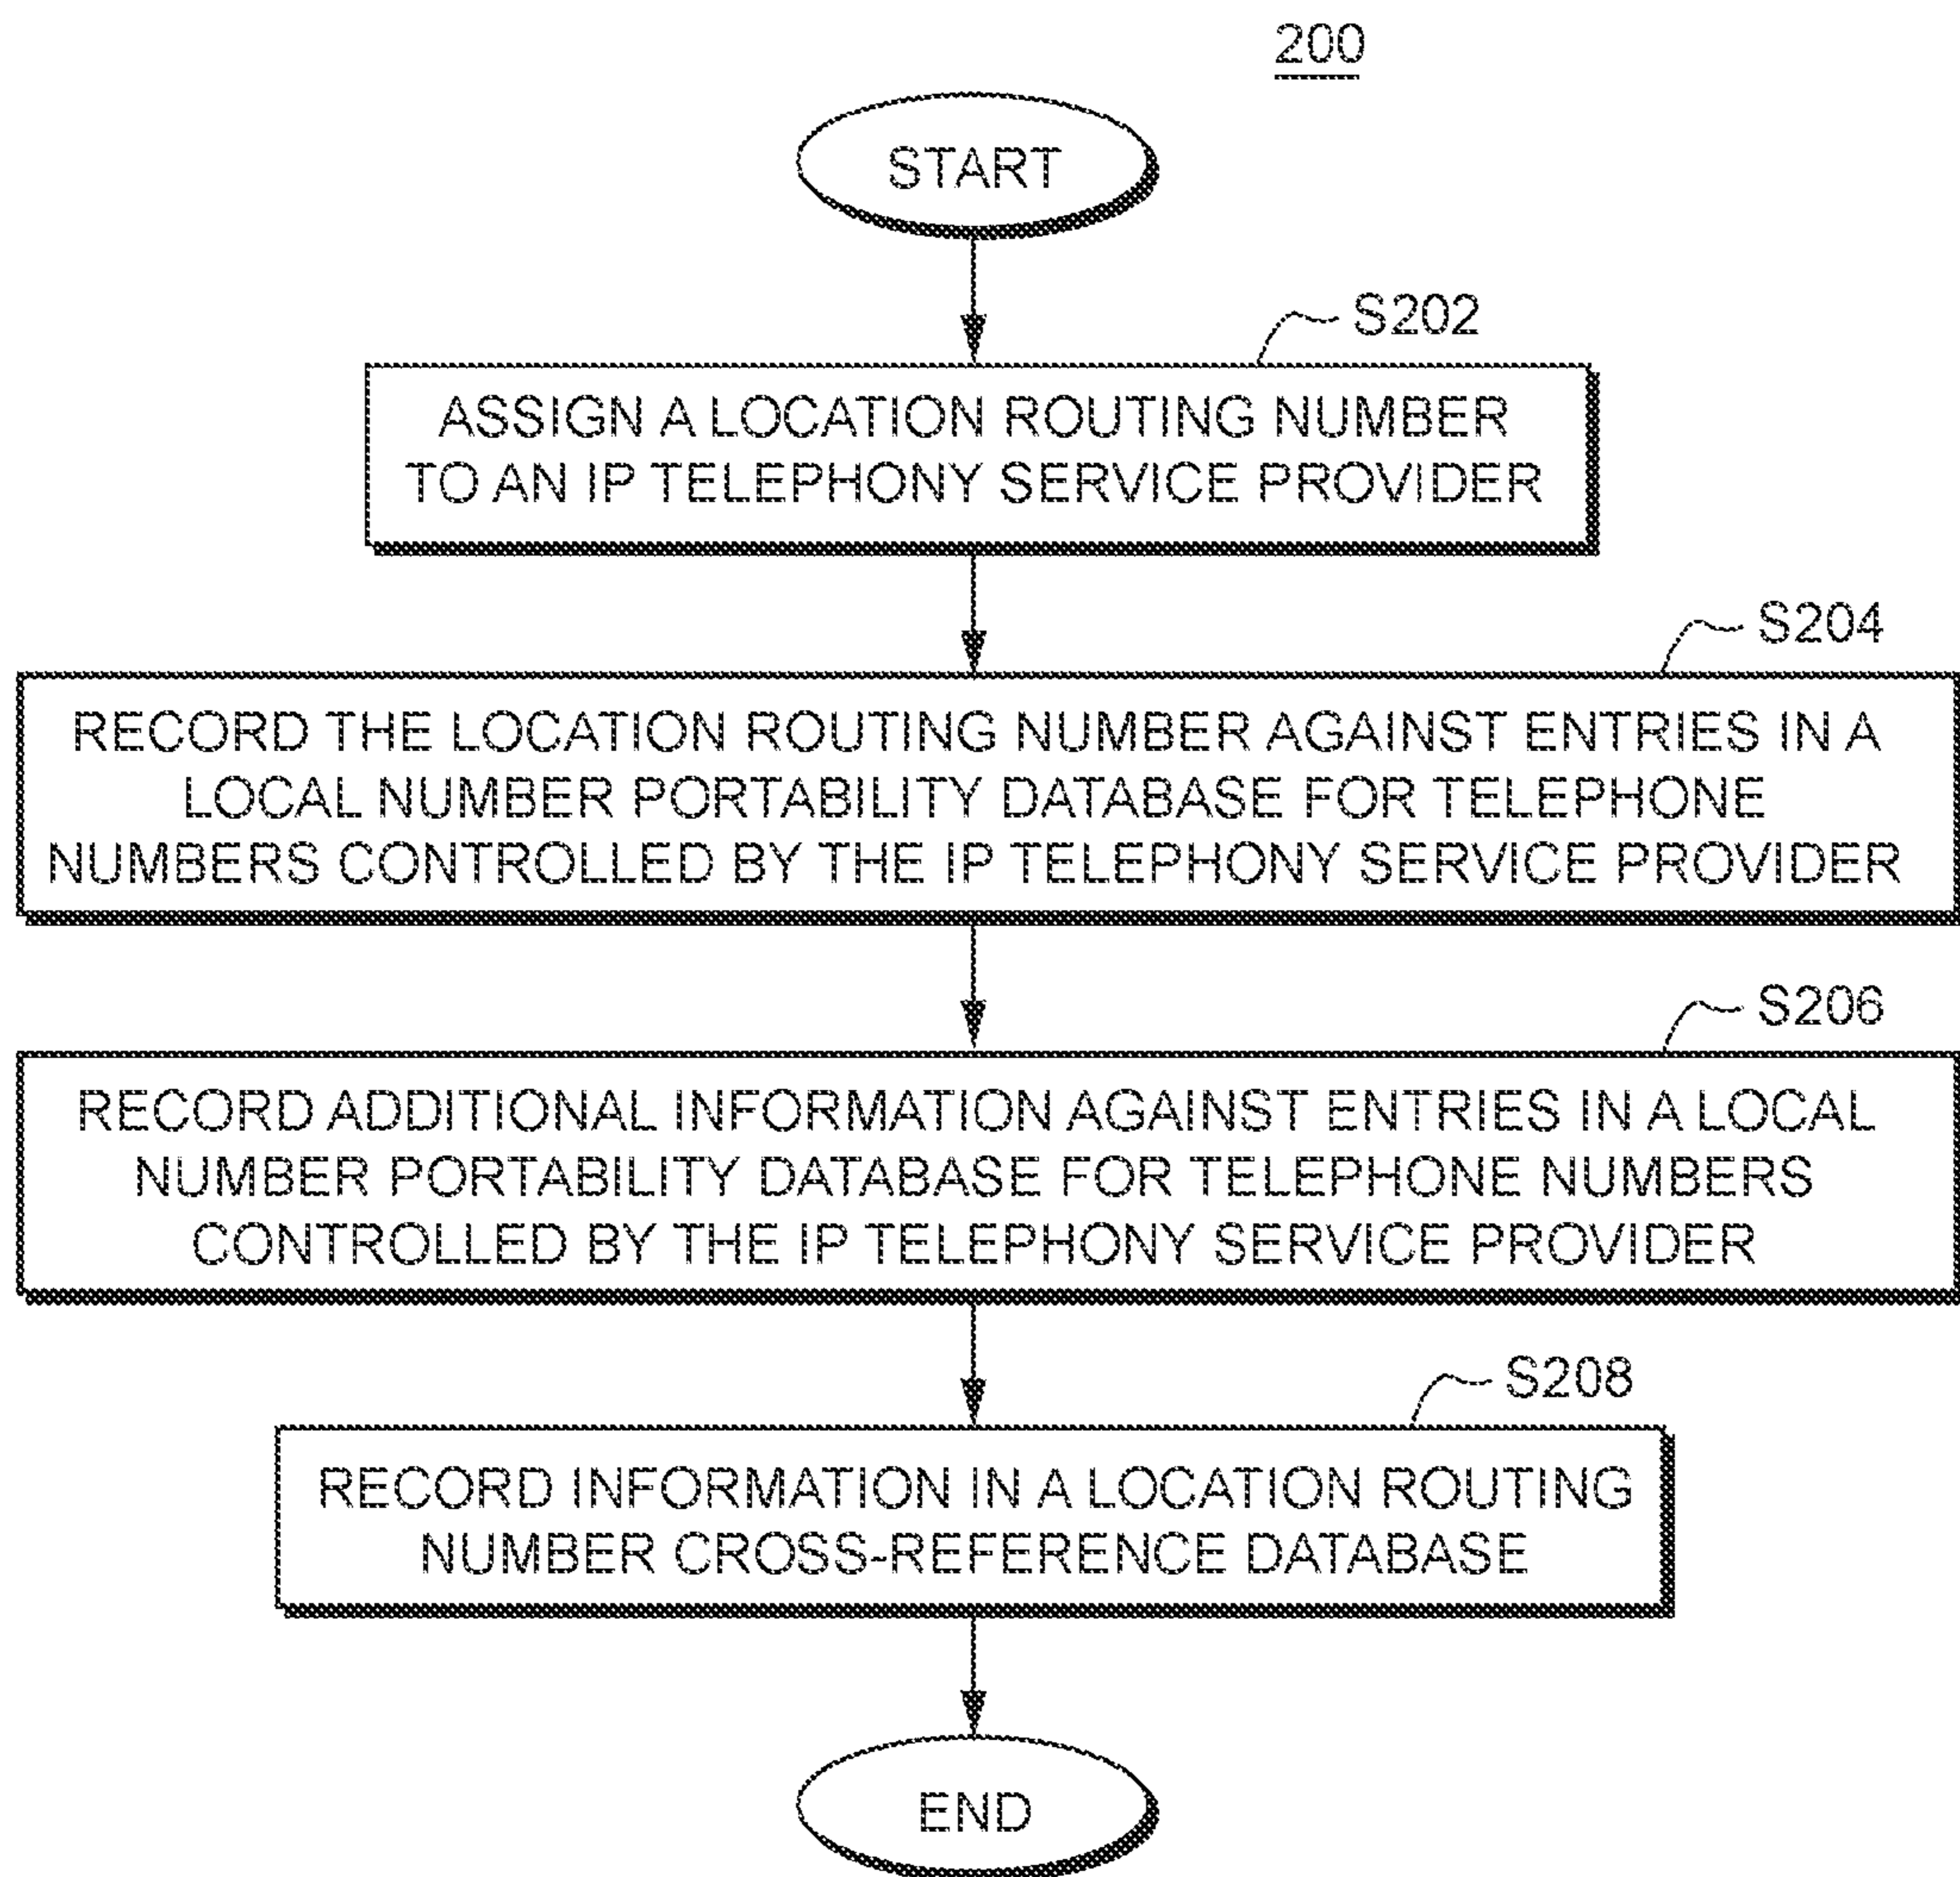 200
START
S202
ASSIGN A LOCATION ROUTING NUMBER
TO AN IP TELEPHONY SERVICE PROVIDER
S204
RECORD THE LOCATION ROUTING NUMBER AGAINST ENTRIES IN A
LOCAL NUMBER PORTABILITY DATABASE FOR TELEPHONE
NUMBERS CONTROLLED BY THE IP TELEPHONY SERVICE PROVIDER
S206
RECORD ADDITIONAL INFORMATION AGAINST ENTRIES IN A LOCAL
NUMBER PORTABILITY DATABASE FOR TELEPHONE NUMBERS
CONTROLLED BY THE IP TELEPHONY SERVICE PROVIDER
S208
RECORD INFORMATION IN A LOCATION ROUTING
NUMBER CROSS-REFERENCE DATABASE
END